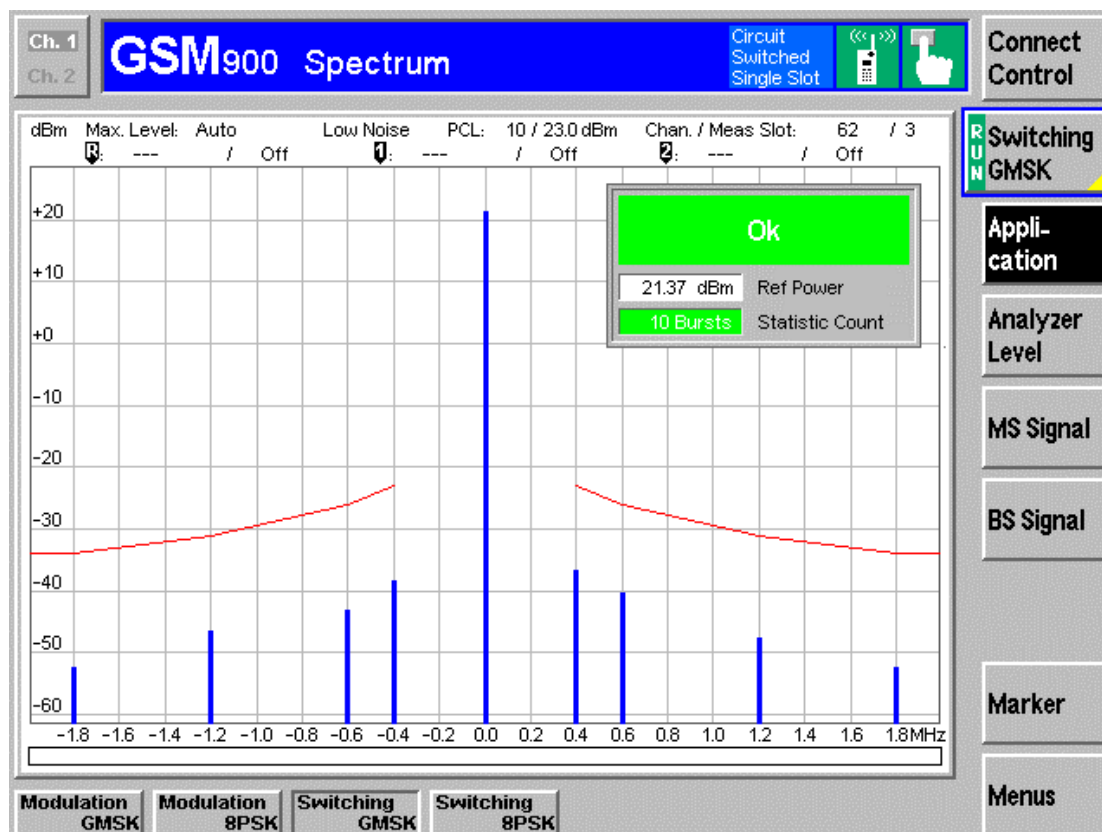 Ch. 1
Ch. 2
GSM900 Spectrum
Circuit
Switched
Single Slot
Connect
Control
dBm Max. Level: Auto Low Noise PCL: 10 / 23.0 dBm Chan. / Meas Slot: 62 / 3
R: --- / Off 1: --- / Off 2: --- / Off
RUN
Switching
GMSK
Appli-
cation
Analyzer
Level
MS Signal
BS Signal
Marker
Menus
Ok
21.37 dBm Ref Power
10 Bursts Statistic Count
+20
+10
+0
-10
-20
-30
-40
-50
-60
-1.8 -1.6 -1.4 -1.2 -1.0 -0.8 -0.6 -0.4 -0.2 0.0 0.2 0.4 0.6 0.8 1.0 1.2 1.4 1.6 1.8MHz
Modulation
GMSK
Modulation
8PSK
Switching
GMSK
Switching
8PSK